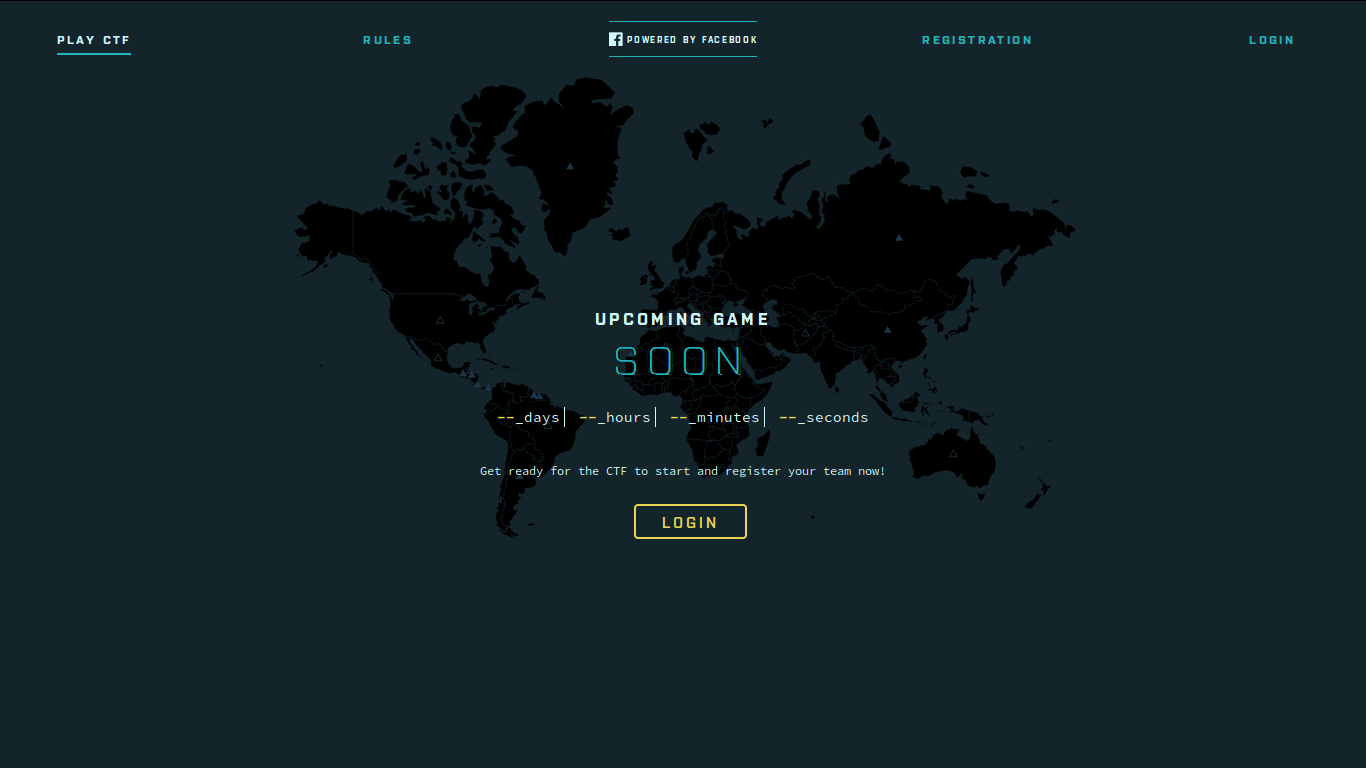 PLAY CTF
RULES
POWERED BY FACEBOOK
REGISTRATION
LOGIN
UPCOMING GAME
SOON
--_days --_hours --_minutes --_seconds
Get ready for the CTF to start and register your team now!
LOGIN